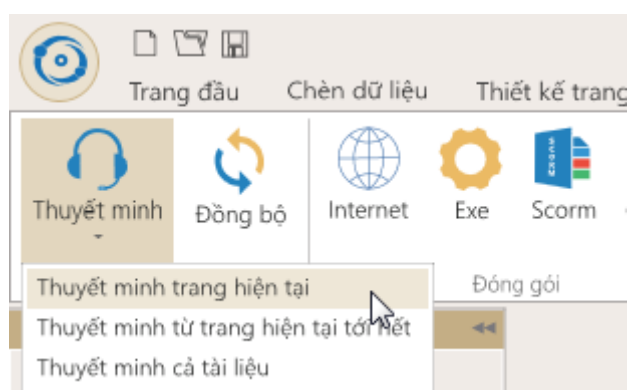 Trang đầu Chèn dữ liệu Thiết kế trang
Thuyết minh Đồng bộ Internet Exe Scorm
SCORM
Đóng gói
Thuyết minh trang hiện tại
Thuyết minh từ trang hiện tại tới hết
Thuyết minh cả tài liệu